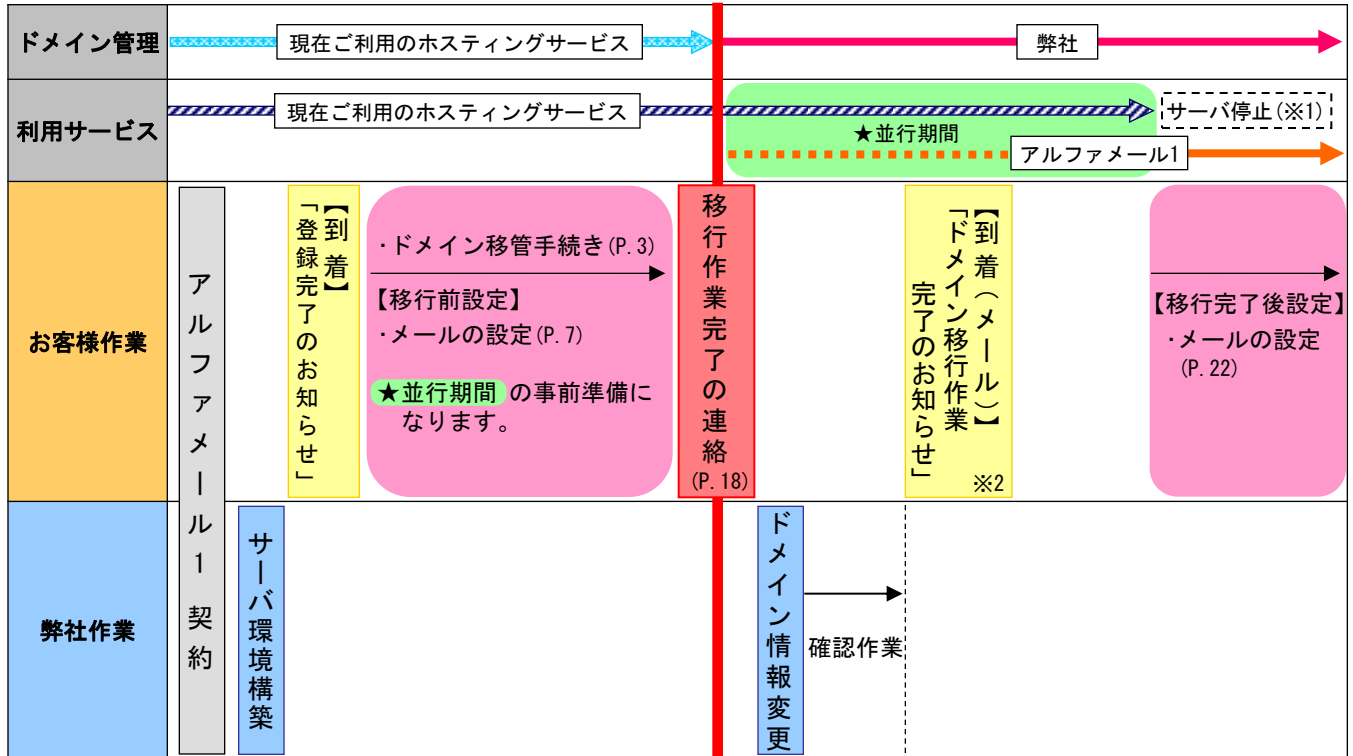 ドメイン管理
現在ご利用のホスティングサービス
弊社
利用サービス
現在ご利用のホスティングサービス
サーバ停止(※1)
★並行期間
アルファメール1
お客様作業
アルファメール1 契約
【到着】
「登録完了のお知らせ」
・ドメイン移管手続き(P.3)
【移行前設定】
・メールの設定(P.7)
★並行期間 の事前準備に
なります。
移行作業完了の連絡
(P.18)
【到着（メール）】
「ドメイン移行作業
完了のお知らせ」
※2
【移行完了後設定】
・メールの設定
(P.22)
弊社作業
サーバ環境構築
ドメイン情報変更
確認作業